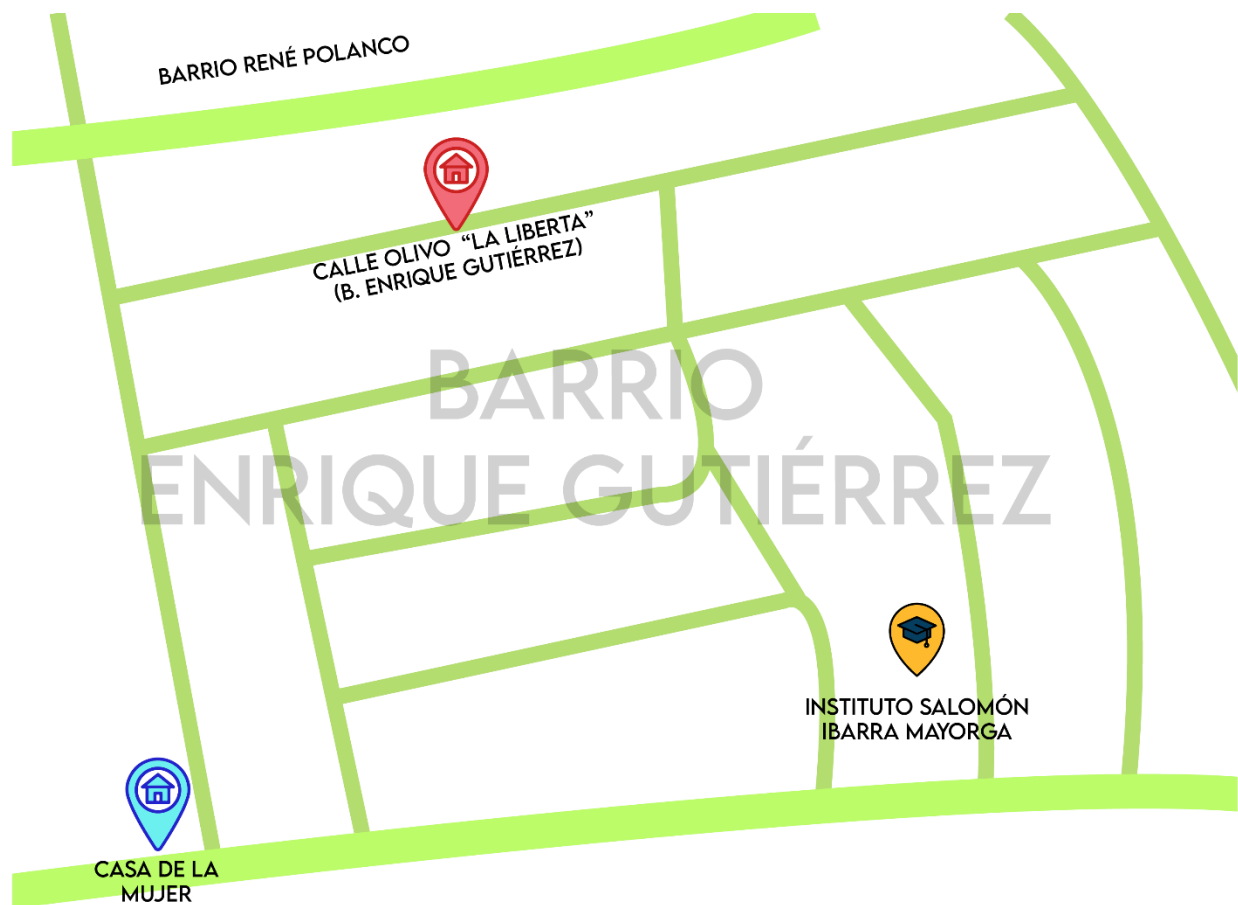 BARRIO RENÉ POLANCO
CALLE OLIVO "LA LIBERTA"
(B. ENRIQUE GUTIÉRREZ)
BARRIO
ENRIQUE GUTIÉRREZ
INSTITUTO SALOMÓN
IBARRA MAYORGA
CASA DE LA
MUJER